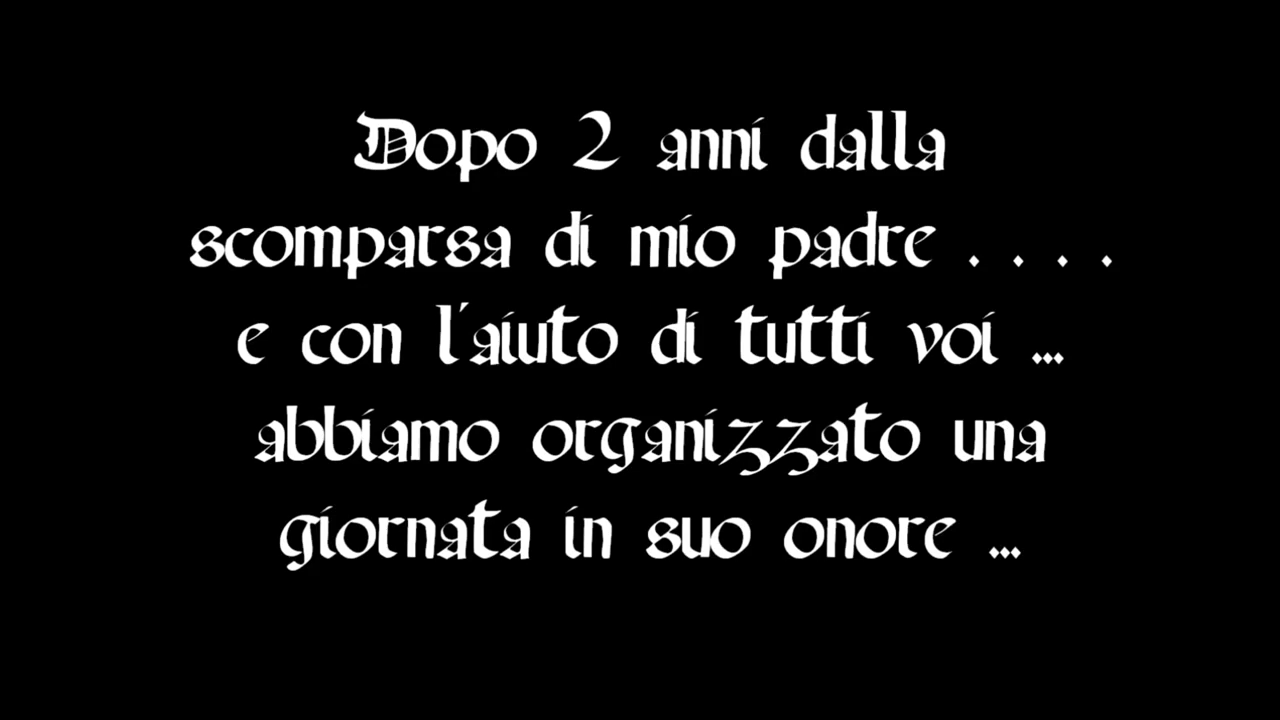 Dopo 2 anni dalla
scomparsa di mio padre . . . .
e con l'aiuto di tutti voi ...
abbiamo organizzato una
giornata in suo onore ...